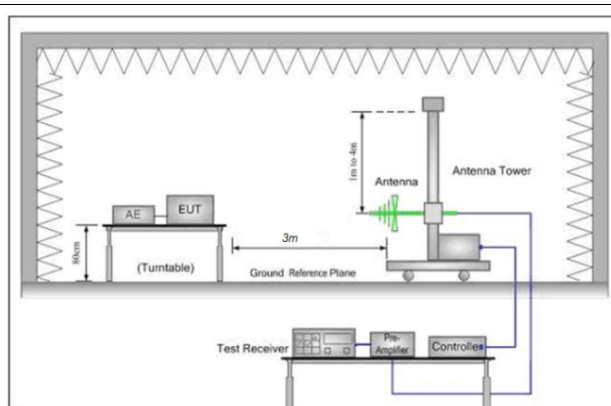 1m to 4m
Antenna Tower
Antenna
AE
EUT
3m
80cm
(Turntable)
Ground Reference Plane
Test Receiver
Pre-
Amplifier
Controller